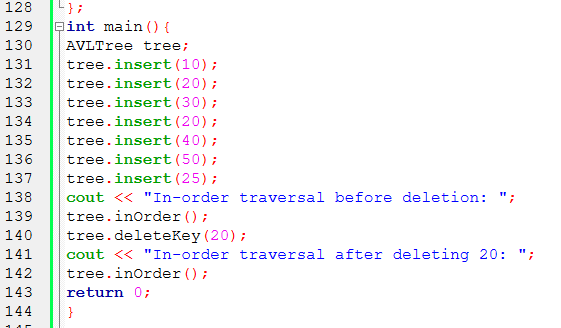 128 };
129 int main(){
130 AVLTree tree;
131 tree.insert(10);
132 tree.insert(20);
133 tree.insert(30);
134 tree.insert(20);
135 tree.insert(40);
136 tree.insert(50);
137 tree.insert(25);
138 cout << "In-order traversal before deletion: ";
139 tree.inOrder();
140 tree.deleteKey(20);
141 cout << "In-order traversal after deleting 20: ";
142 tree.inOrder();
143 return 0;
144 }